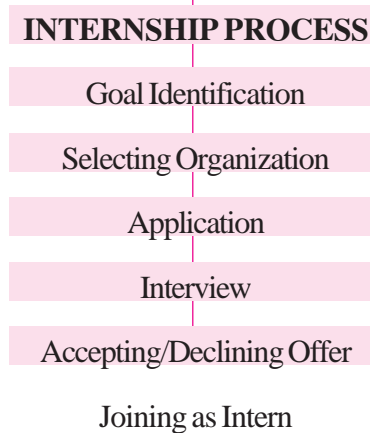 INTERNSHIP PROCESS
Goal Identification
Selecting Organization
Application
Interview
Accepting/Declining Offer
Joining as Intern